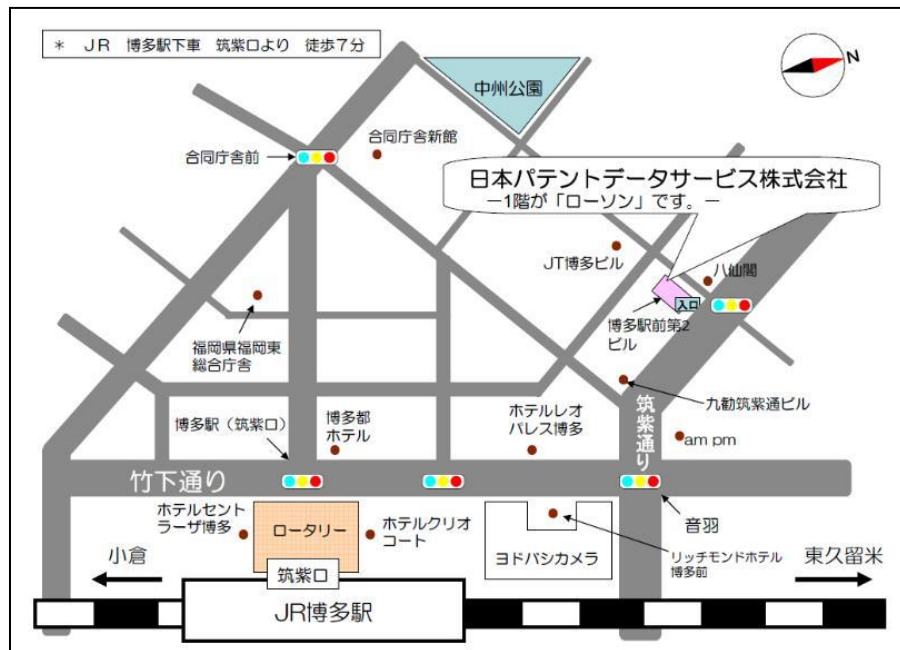 * JR 博多駅下車 筑紫口より 徒歩7分
N
中州公園
合同庁舎前
合同庁舎新館
日本パテントデータサービス株式会社
－1階が「ローソン」です。－
JT博多ビル
八仙閣
入口
博多駅前第2
ビル
福岡県福岡東
総合庁舎
九勧筑紫通ビル
筑紫通り
博多駅（筑紫口）
博多都
ホテル
ホテルレオ
パレス博多
am pm
竹下通り
音羽
ホテルセント
ラーザ博多
ロータリー
ホテルクリオ
コート
ヨドバシカメラ
リッチモンドホテル
博多前
小倉
東久留米
筑紫口
JR博多駅